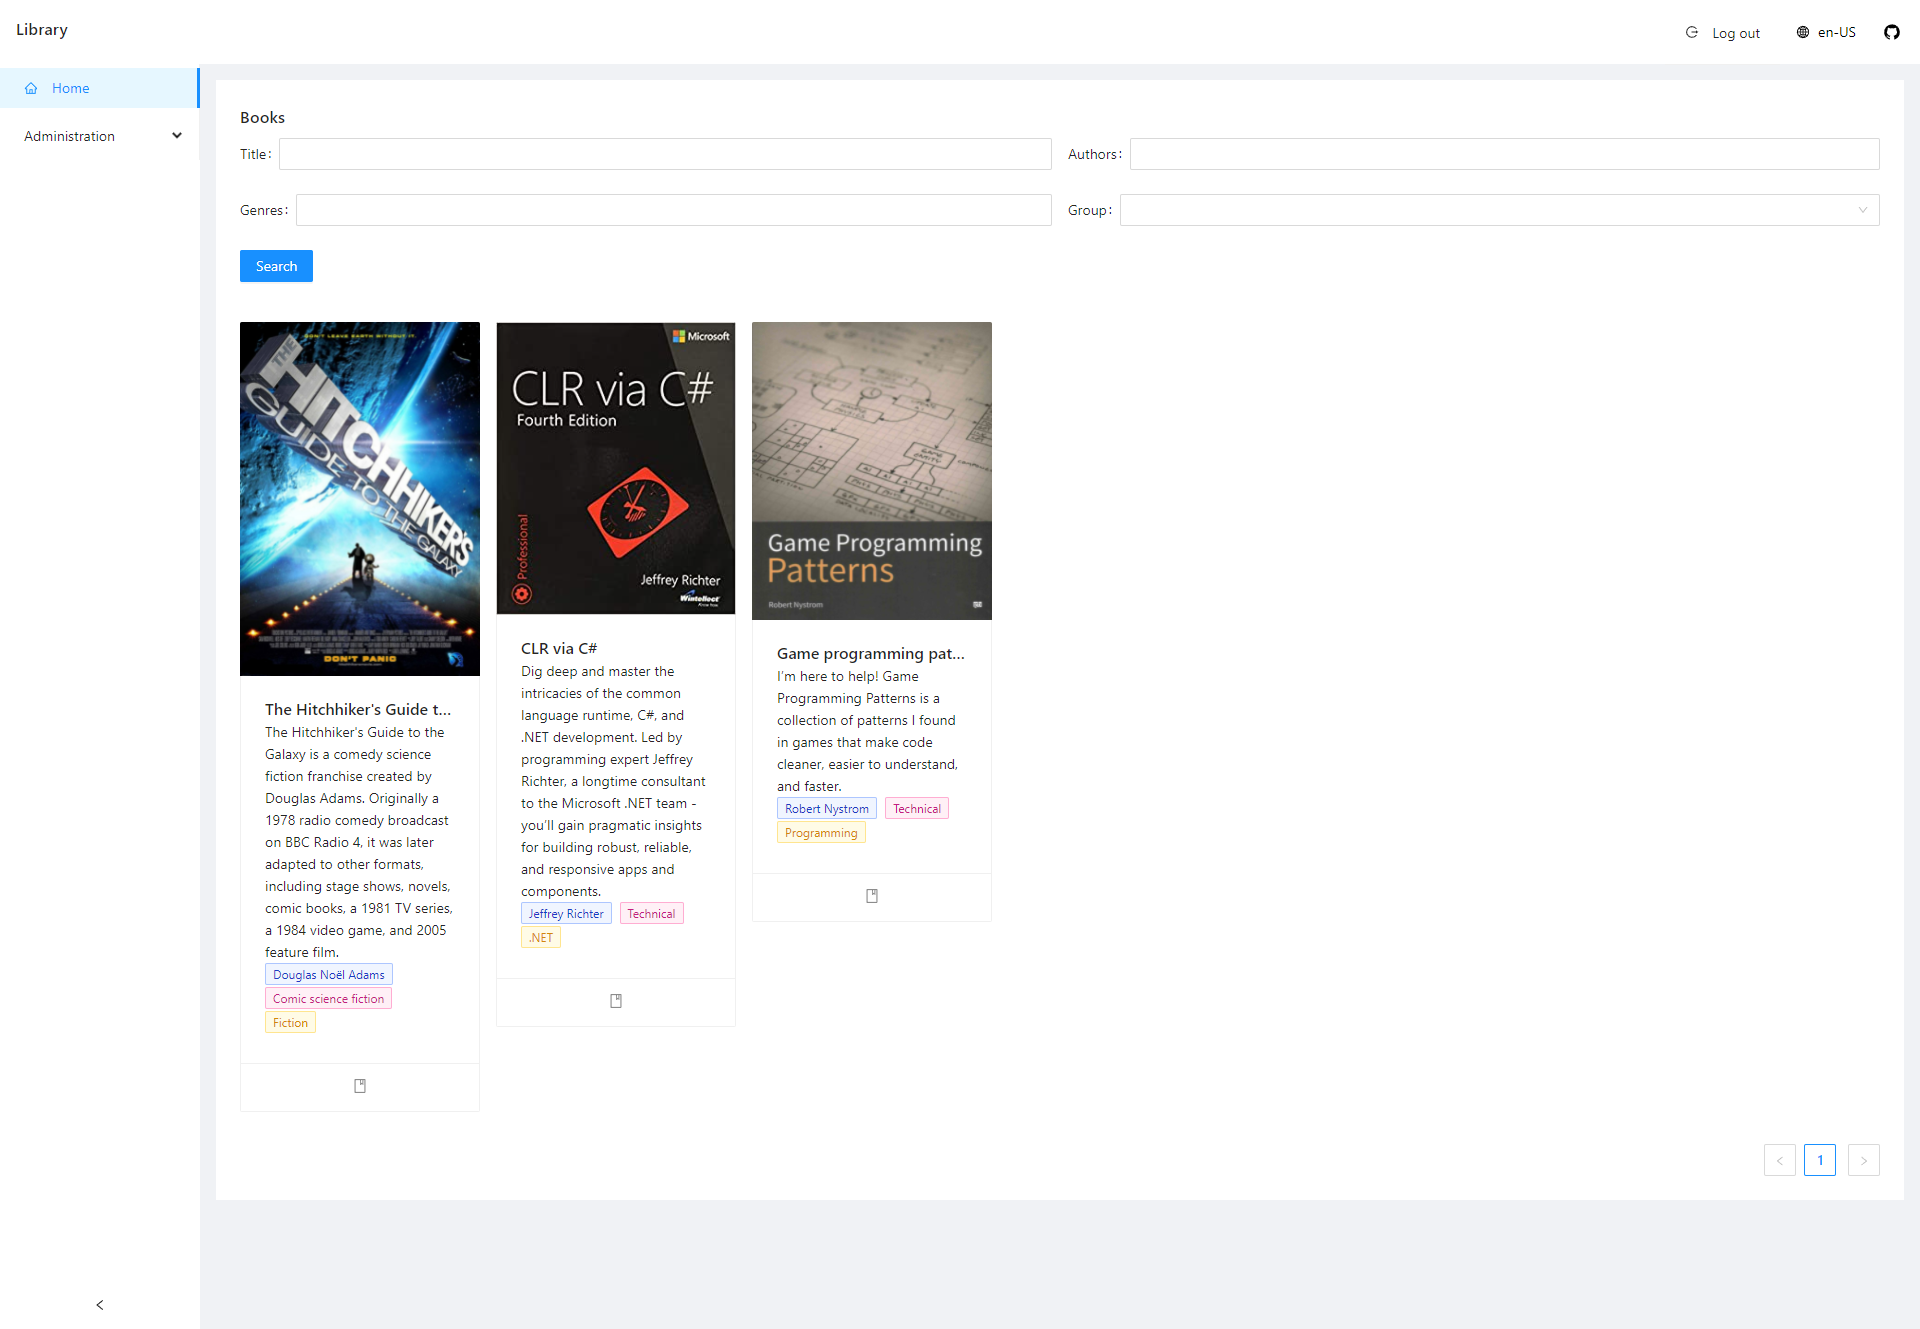 Library
Log out
en-US
Home
Administration
Books
Title:
Authors:
Genres:
Group:
Search
DON'T LEAVE EARTH WITHOUT IT.
THE
HITCHHIKER'S
GUIDE TO THE GALAXY
DON'T PANIC
The Hitchhiker's Guide t...
The Hitchhiker's Guide to the
Galaxy is a comedy science
fiction franchise created by
Douglas Adams. Originally a
1978 radio comedy broadcast
on BBC Radio 4, it was later
adapted to other formats,
including stage shows, novels,
comic books, a 1981 TV series,
a 1984 video game, and 2005
feature film.
Douglas Noël Adams
Comic science fiction
Fiction
Microsoft
CLR via C#
Fourth Edition
Professional
Jeffrey Richter
Wintellect
Know how
CLR via C#
Dig deep and master the
intricacies of the common
language runtime, C#, and
.NET development. Led by
programming expert Jeffrey
Richter, a longtime consultant
to the Microsoft .NET team -
you'll gain pragmatic insights
for building robust, reliable,
and responsive apps and
components.
Jeffrey Richter
Technical
.NET
GAME
ENTITY
Game Programming
Patterns
Robert Nystrom
Game programming pat...
I'm here to help! Game
Programming Patterns is a
collection of patterns I found
in games that make code
cleaner, easier to understand,
and faster.
Robert Nystrom
Technical
Programming
1